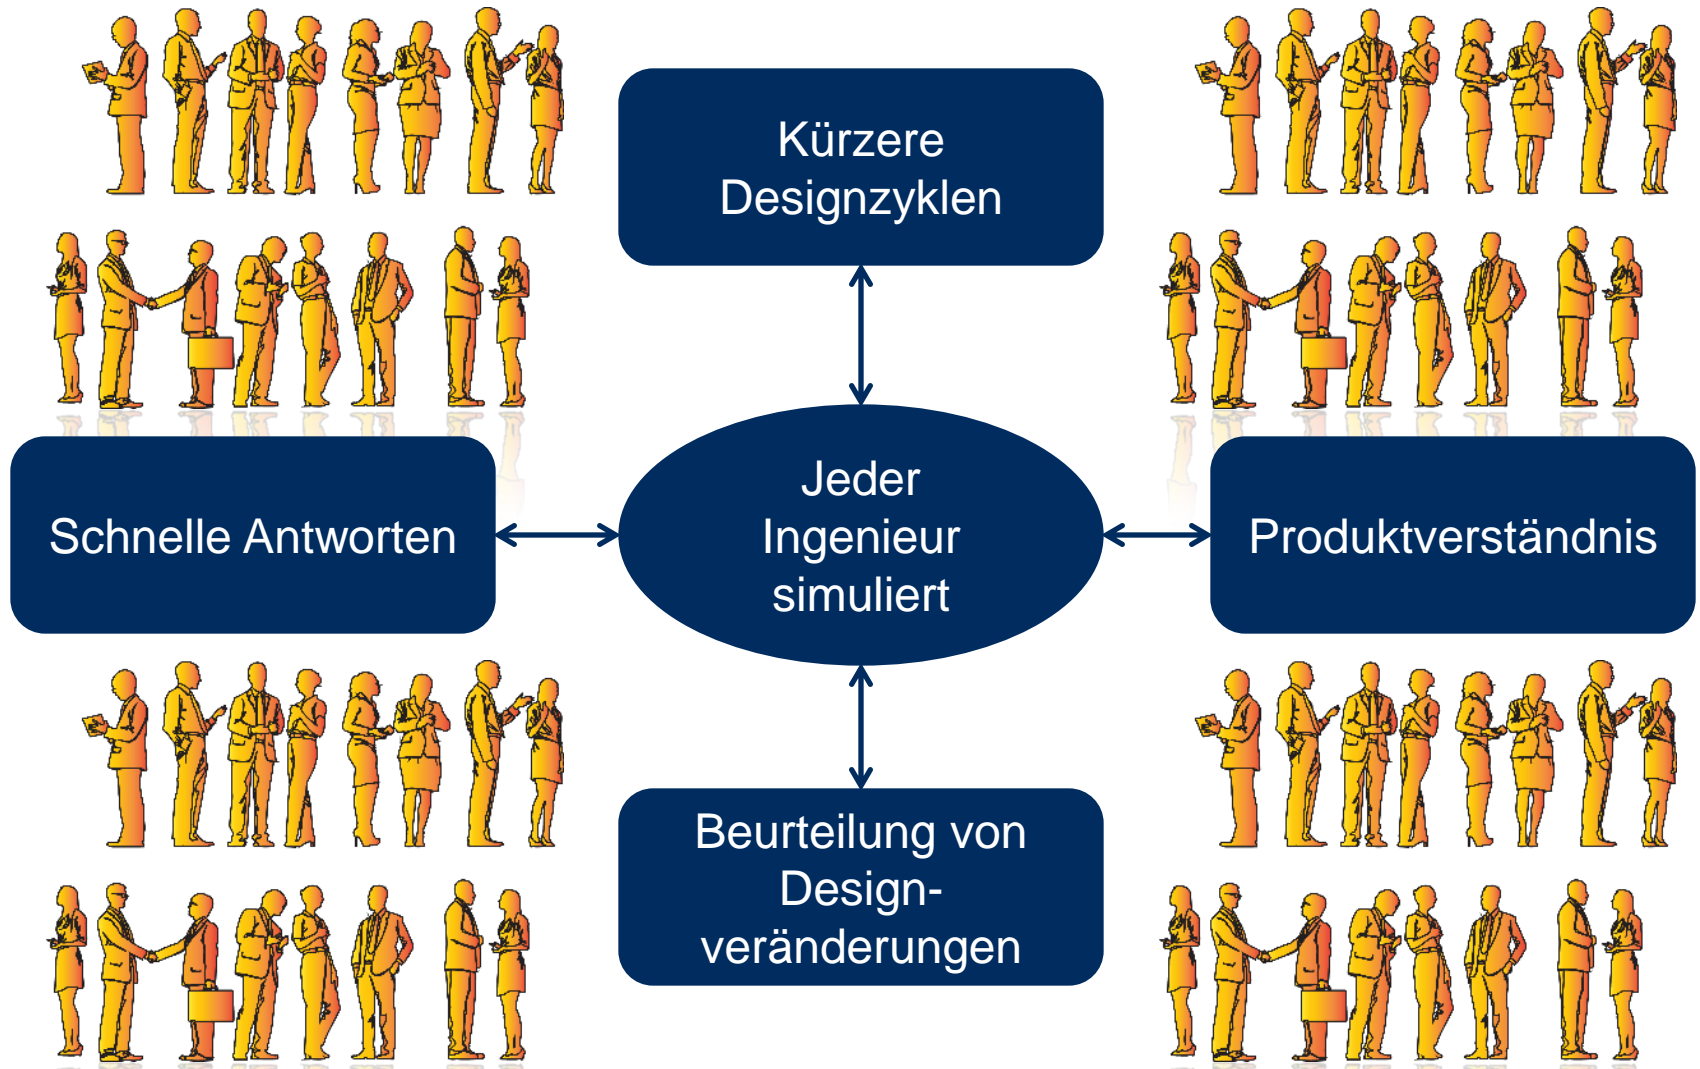 Kürzere
Designzyklen
Schnelle Antworten
Jeder
Ingenieur
simuliert
Produktverständnis
Beurteilung von
Design-
veränderungen